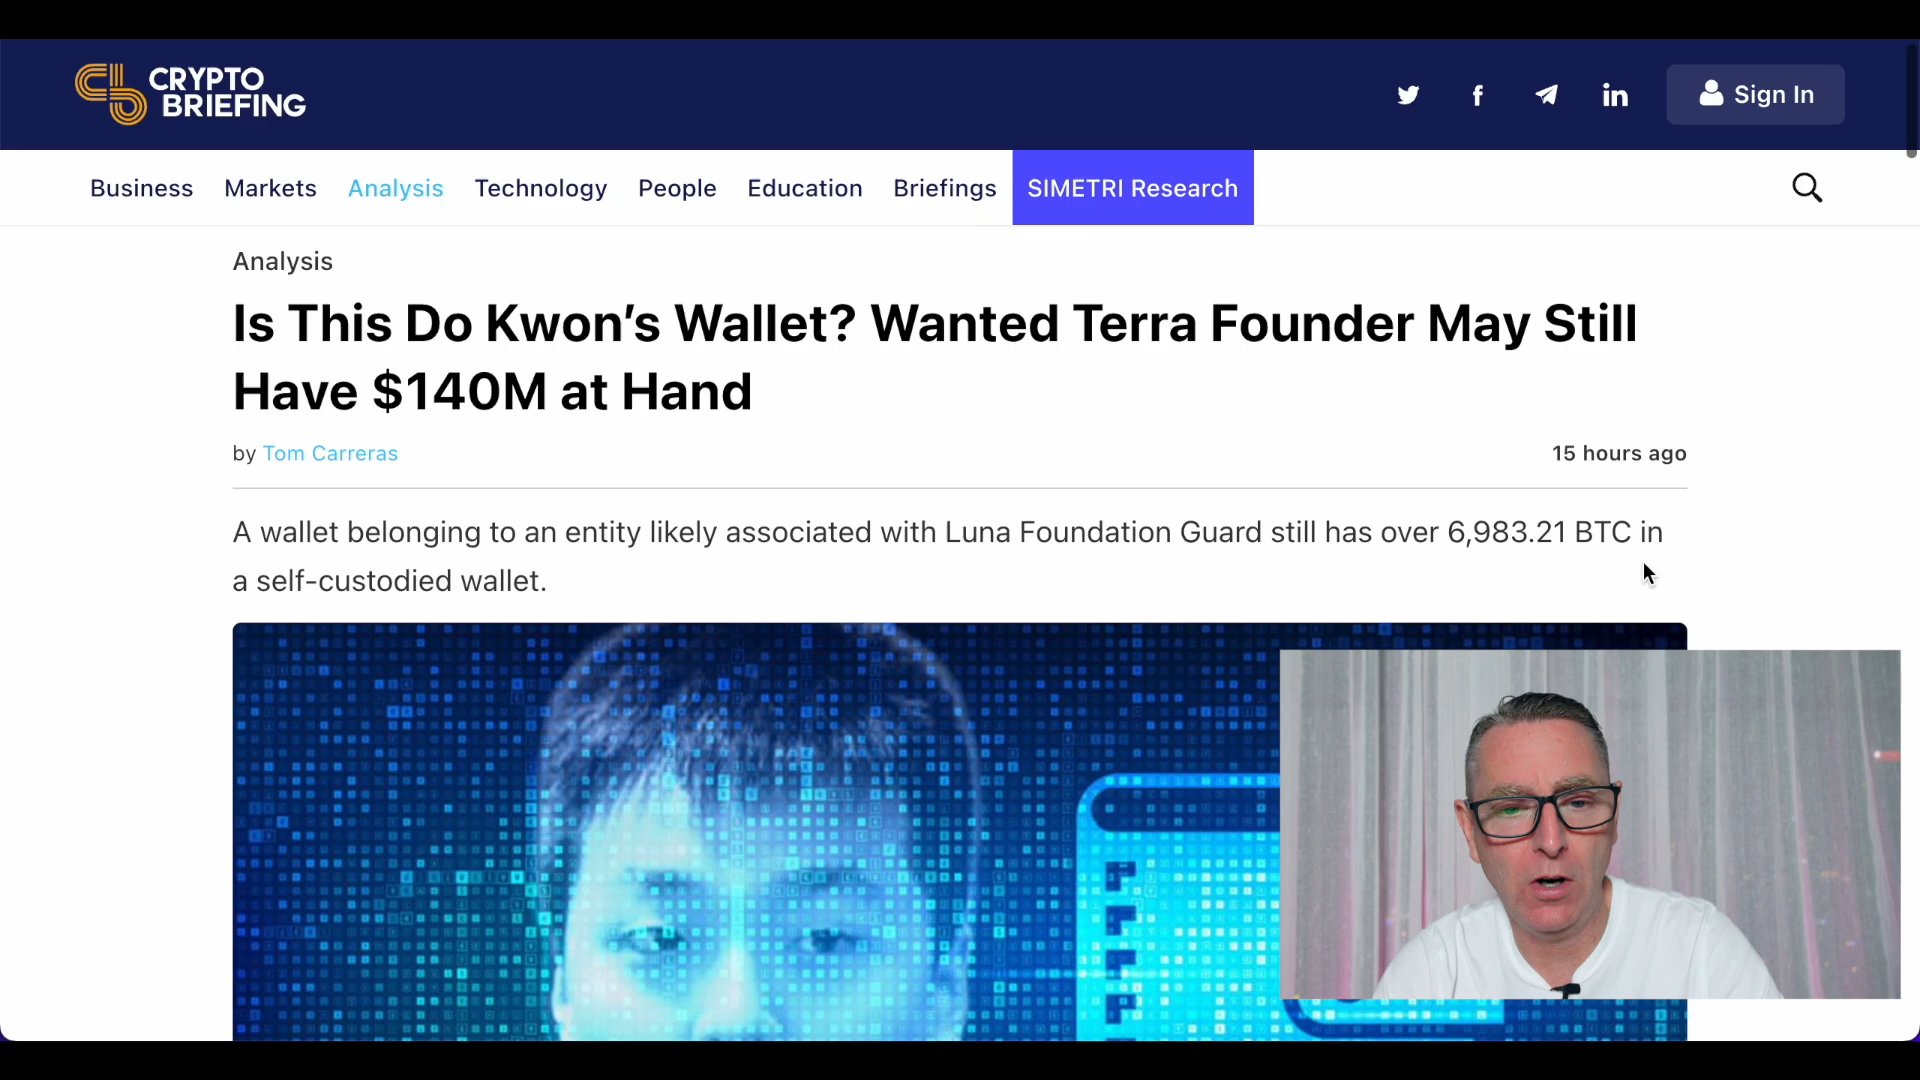 CRYPTO
BRIEFING
Sign In
Business Markets Analysis Technology People Education Briefings SIMETRI Research
Analysis
Is This Do Kwon’s Wallet? Wanted Terra Founder May Still
Have $140M at Hand
by Tom Carreras 15 hours ago
A wallet belonging to an entity likely associated with Luna Foundation Guard still has over 6,983.21 BTC in
a self-custodied wallet.